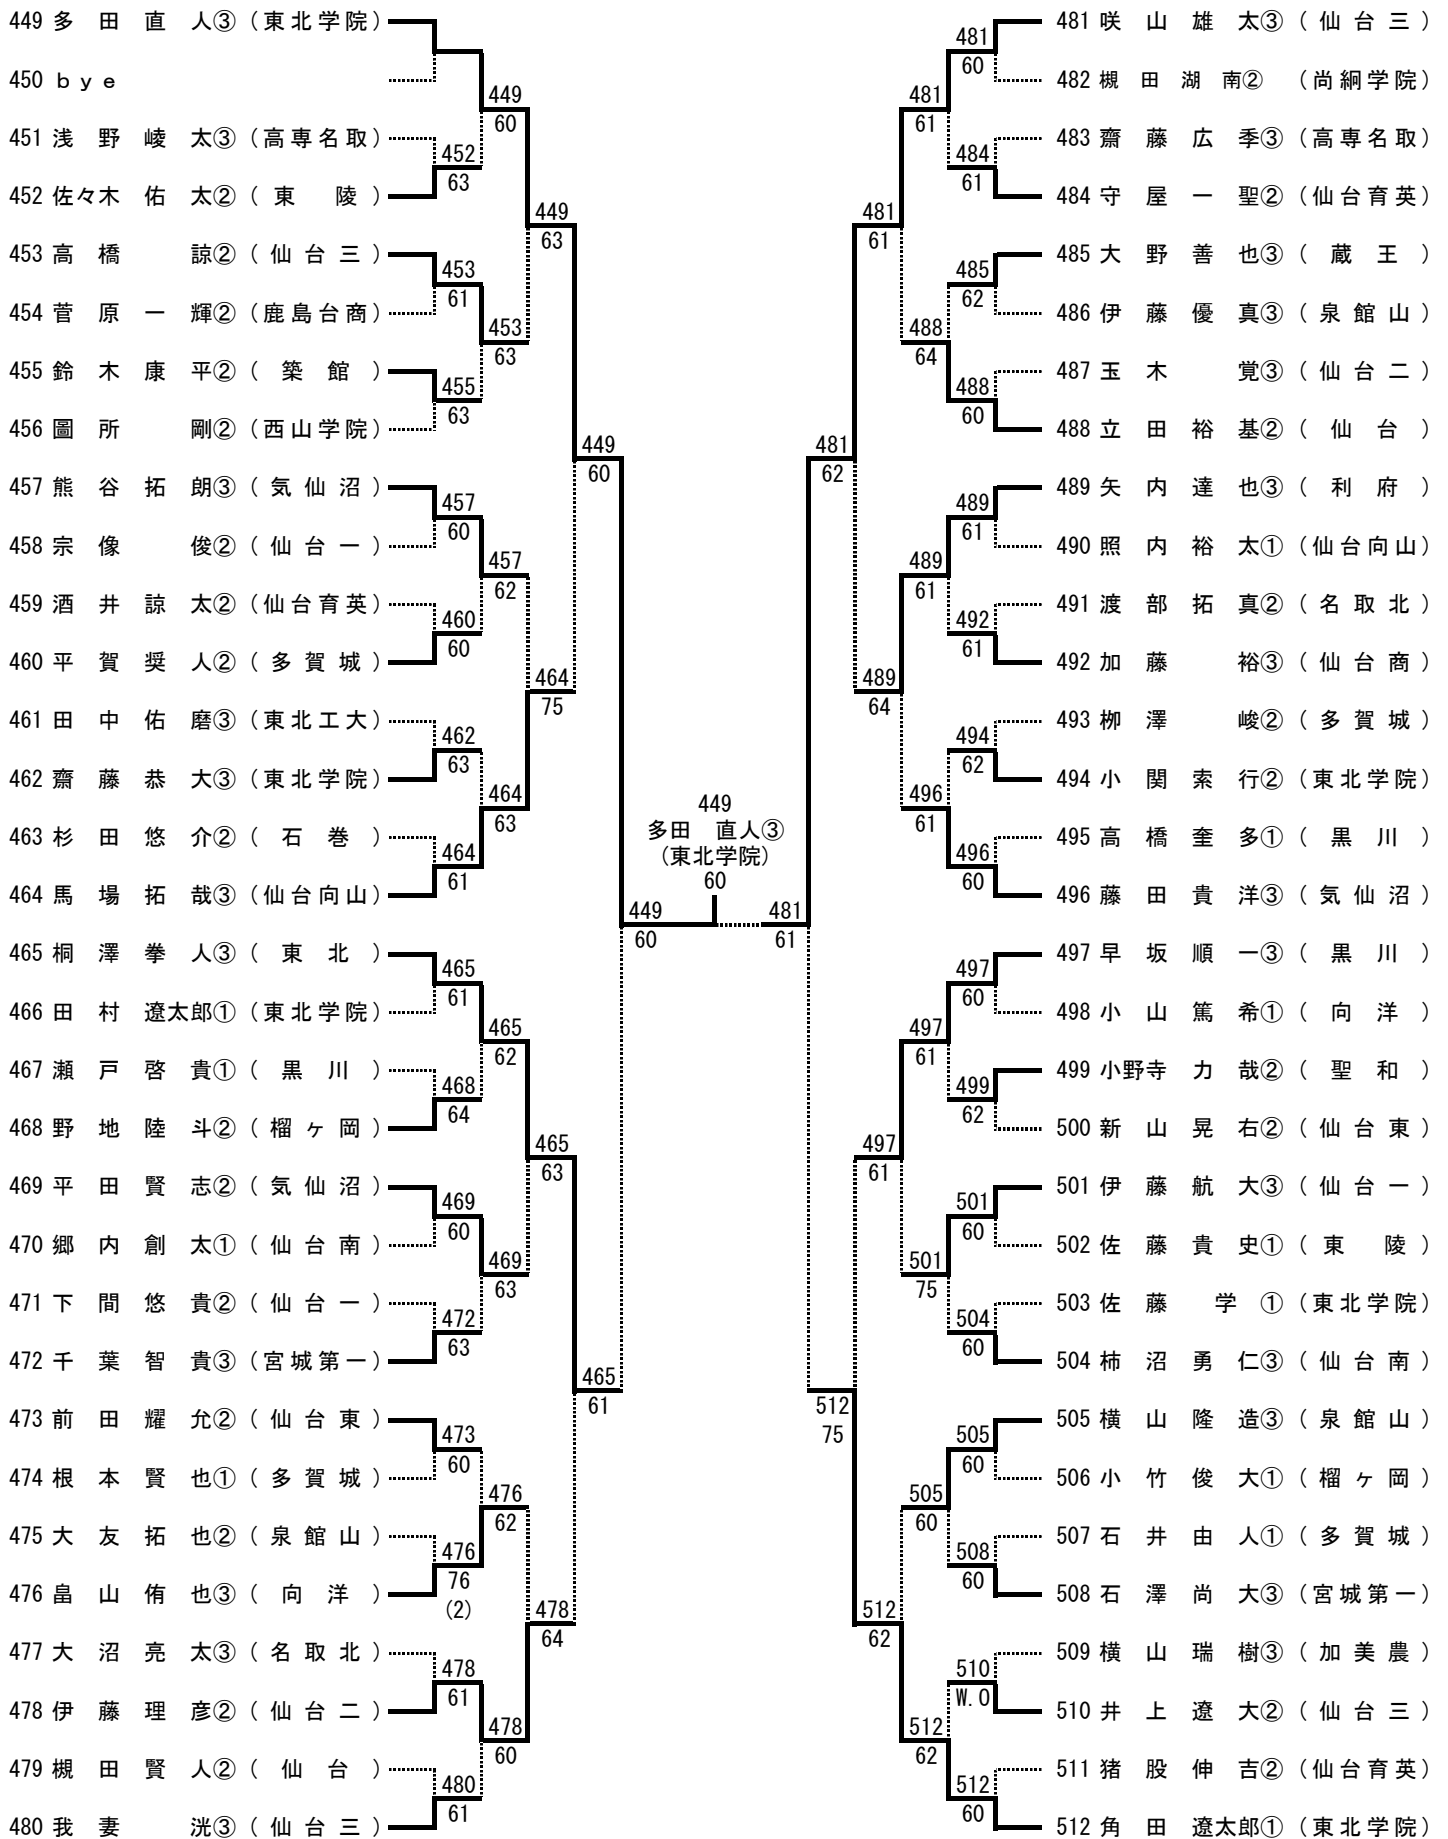 449 多田 直人③ (東北学院)
450 ｂｙｅ
451 浅野 崚太③ (高専名取)
452 佐々木 佑太② (東陵)
453 高橋 諒② (仙台三)
454 菅原 一輝② (鹿島台商)
455 鈴木 康平② (築館)
456 圖所 剛② (西山学院)
457 熊谷 拓朗③ (気仙沼)
458 宗像 俊② (仙台一)
459 酒井 諒太② (仙台育英)
460 平賀 奨人② (多賀城)
461 田中 佑磨③ (東北工大)
462 齋藤 恭大③ (東北学院)
463 杉田 悠介② (石巻)
464 馬場 拓哉③ (仙台向山)
465 桐澤 拳人③ (東北)
466 田村 遼太郎① (東北学院)
467 瀬戸 啓貴① (黒川)
468 野地 陸斗② (榴ヶ岡)
469 平田 賢志② (気仙沼)
470 郷内 創太① (仙台南)
471 下間 悠貴② (仙台一)
472 千葉 智貴③ (宮城第一)
473 前田 耀允② (仙台東)
474 根本 賢也① (多賀城)
475 大友 拓也② (泉館山)
476 畠山 侑也③ (向洋)
477 大沼 亮太③ (名取北)
478 伊藤 理彦② (仙台二)
479 槻田 賢人② (仙台)
480 我妻 洸③ (仙台三)
452
63
453
61
455
63
457
60
460
60
462
63
464
61
465
61
468
64
469
60
472
63
473
60
476
76
(2)
478
61
480
61
449
60
453
63
457
62
464
63
465
62
469
63
476
62
478
60
449
63
464
75
465
63
478
64
449
60
465
61
449
60
449
多田 直人③
(東北学院)
60
481
61
481
62
512
75
481
61
489
64
497
61
512
62
481
61
488
64
489
61
496
61
497
61
501
75
505
60
512
62
481
60
484
61
485
62
488
60
489
61
492
61
494
62
496
60
497
60
499
62
501
60
504
60
505
60
508
60
510
W.O
512
60
481 咲山 雄太③ (仙台三)
482 槻田 湖南② (尚絅学院)
483 齋藤 広季③ (高専名取)
484 守屋 一聖② (仙台育英)
485 大野 善也③ (蔵王)
486 伊藤 優真③ (泉館山)
487 玉木 覚③ (仙台二)
488 立田 裕基② (仙台)
489 矢内 達也③ (利府)
490 照内 裕太① (仙台向山)
491 渡部 拓真② (名取北)
492 加藤 裕③ (仙台商)
493 栁澤 峻② (多賀城)
494 小関 索行② (東北学院)
495 高橋 奎多① (黒川)
496 藤田 貴洋③ (気仙沼)
497 早坂 順一③ (黒川)
498 小山 篤希① (向洋)
499 小野寺 力哉② (聖和)
500 新山 晃右② (仙台東)
501 伊藤 航大③ (仙台一)
502 佐藤 貴史① (東陵)
503 佐藤 学① (東北学院)
504 柿沼 勇仁③ (仙台南)
505 横山 隆造③ (泉館山)
506 小竹 俊大① (榴ヶ岡)
507 石井 由人① (多賀城)
508 石澤 尚大③ (宮城第一)
509 横山 瑞樹③ (加美農)
510 井上 遼大② (仙台三)
511 猪股 伸吉② (仙台育英)
512 角田 遼太郎① (東北学院)